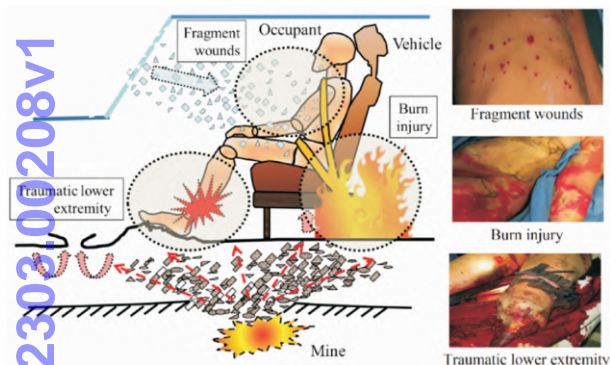 Fragment
wounds
Occupant
Vehicle
Burn
injury
Traumatic lower
extremity
Mine
Fragment wounds
Burn injury
Traumatic lower extremity
2303.00208v1